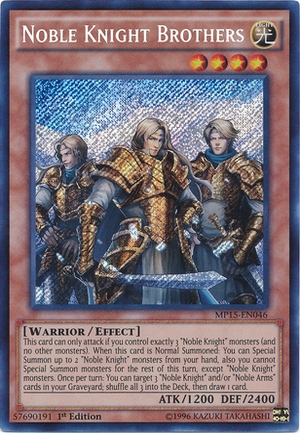 NOBLE KNIGHT BROTHERS
LIGHT
光
MP15-EN046
[WARRIOR / EFFECT]
This card can only attack if you control exactly 3 "Noble Knight" monsters (and
no other monsters). When this card is Normal Summoned: You can Special
Summon up to 2 "Noble Knight" monsters from your hand, also you cannot
Special Summon monsters for the rest of this turn, except "Noble Knight"
monsters. Once per turn: You can target 3 "Noble Knight" and/or "Noble Arms"
cards in your Graveyard; shuffle all 3 into the Deck, then draw 1 card.
ATK/1200 DEF/2400
57690191 1st Edition ©1996 KAZUKI TAKAHASHI